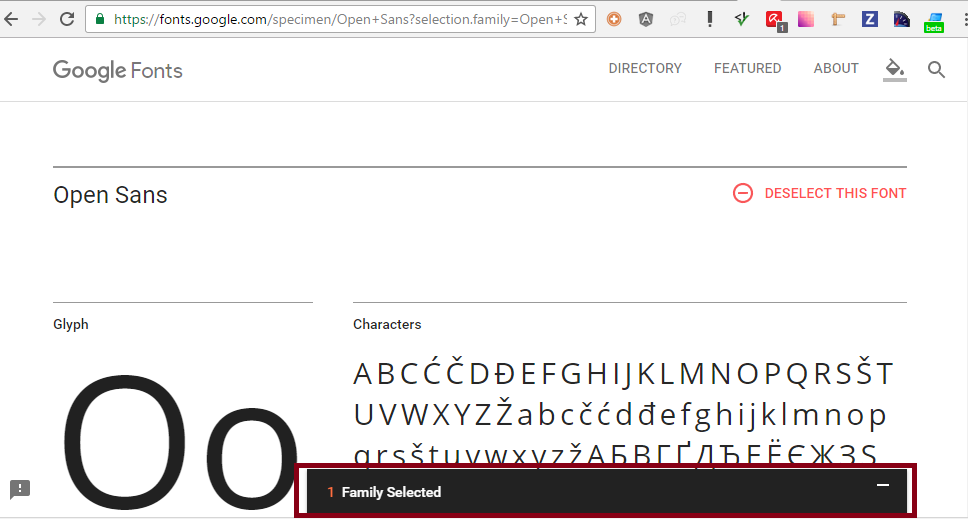 https://fonts.google.com/specimen/Open+Sans?selection.family=Open+S
1
beta
Google Fonts
DIRECTORY FEATURED ABOUT
Open Sans
DESELECT THIS FONT
Glyph
Characters
Oo
ABCĆČDĐEFGHIJKLMNOPQRSŠT
UVWXYZŽabcčćdđefghijklmnop
qrsštuvwxyzžАБВГҐДЂЕЁЄЖЗЅ
1 Family Selected